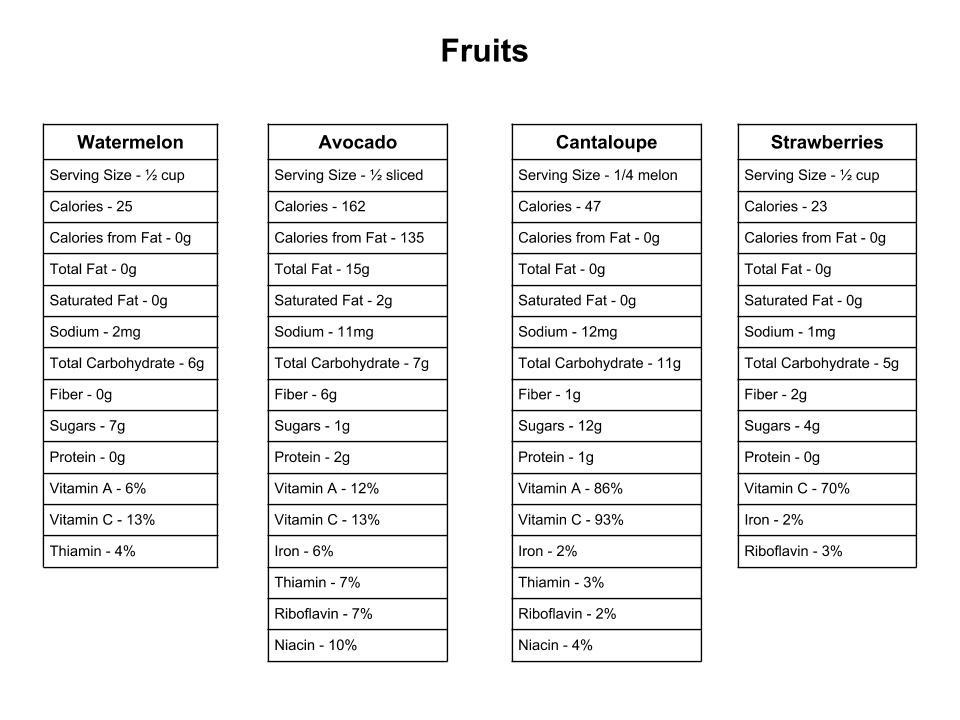 Fruits
Watermelon
Serving Size - ½ cup
Calories - 25
Calories from Fat - 0g
Total Fat - 0g
Saturated Fat - 0g
Sodium - 2mg
Total Carbohydrate - 6g
Fiber - 0g
Sugars - 7g
Protein - 0g
Vitamin A - 6%
Vitamin C - 13%
Thiamin - 4%
Avocado
Serving Size - ½ sliced
Calories - 162
Calories from Fat - 135
Total Fat - 15g
Saturated Fat - 2g
Sodium - 11mg
Total Carbohydrate - 7g
Fiber - 6g
Sugars - 1g
Protein - 2g
Vitamin A - 12%
Vitamin C - 13%
Iron - 6%
Thiamin - 7%
Riboflavin - 7%
Niacin - 10%
Cantaloupe
Serving Size - 1/4 melon
Calories - 47
Calories from Fat - 0g
Total Fat - 0g
Saturated Fat - 0g
Sodium - 12mg
Total Carbohydrate - 11g
Fiber - 1g
Sugars - 12g
Protein - 1g
Vitamin A - 86%
Vitamin C - 93%
Iron - 2%
Thiamin - 3%
Riboflavin - 2%
Niacin - 4%
Strawberries
Serving Size - ½ cup
Calories - 23
Calories from Fat - 0g
Total Fat - 0g
Saturated Fat - 0g
Sodium - 1mg
Total Carbohydrate - 5g
Fiber - 2g
Sugars - 4g
Protein - 0g
Vitamin C - 70%
Iron - 2%
Riboflavin - 3%